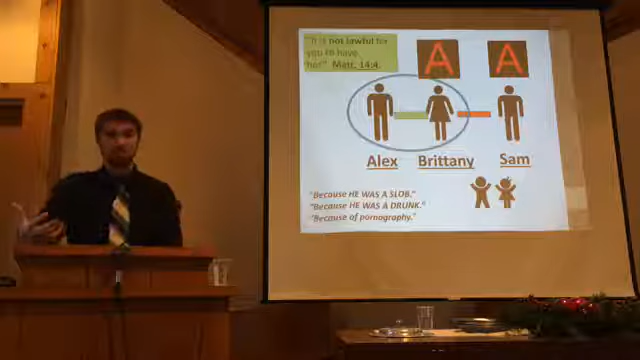 "It is not lawful for
you to have
her" Matt. 14:4.
A A
Alex Brittany Sam
"Because HE WAS A SLOB."
"Because HE WAS A DRUNK."
"Because of pornography."